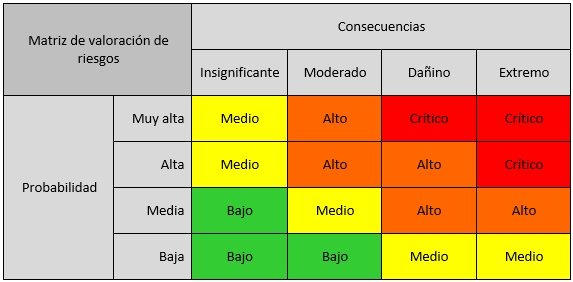 Matriz de valoración de
riesgos
Consecuencias
Insignificante Moderado Dañino Extremo
Probabilidad
Muy alta Medio Alto Crítico Crítico
Alta Medio Alto Alto Crítico
Media Bajo Medio Alto Alto
Baja Bajo Bajo Medio Medio